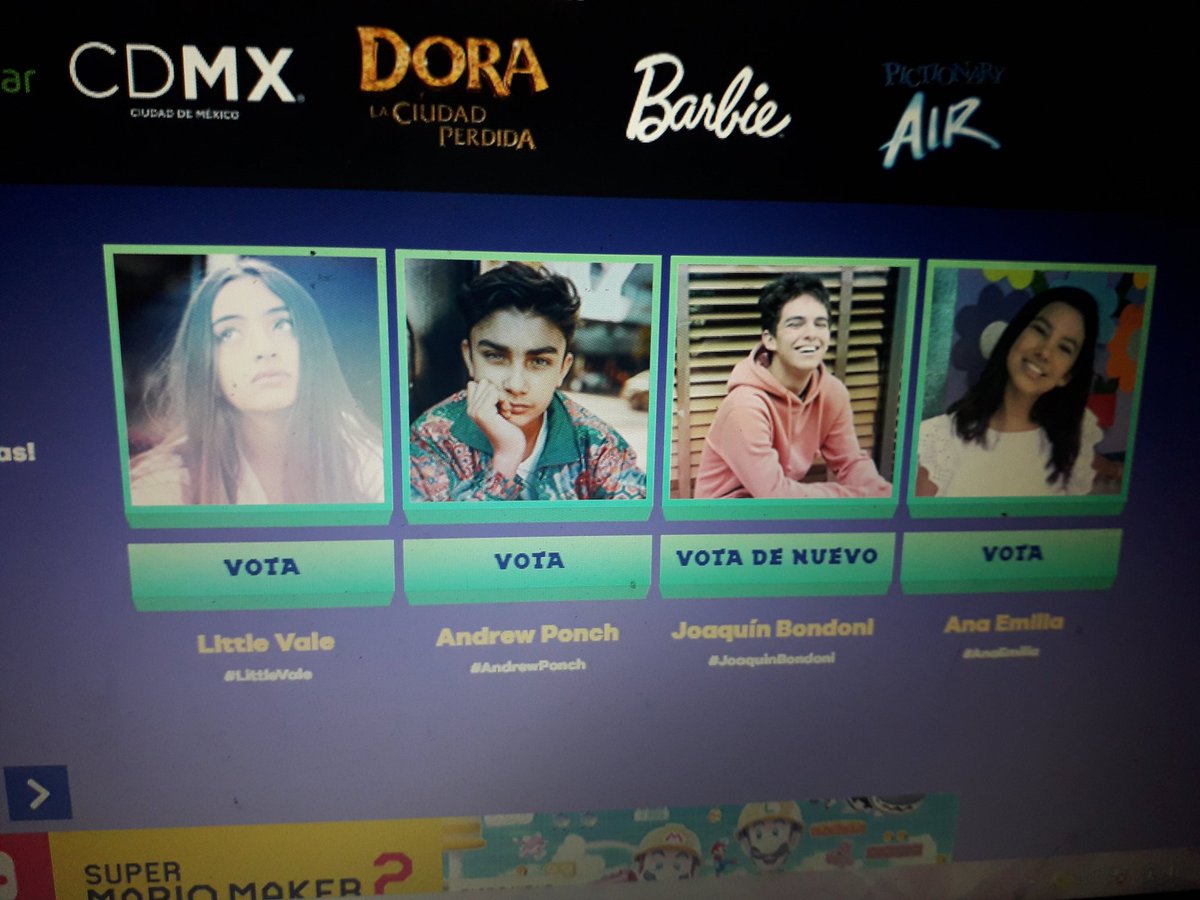 ar
CDMX
CIUDAD DE MÉXICO
DORA
LA CIUDAD
PERDIDA
Barbie
PICTIONARY
AIR
as!
VOTA
VOTA
VOTA DE NUEVO
VOTA
Little Vale
Andrew Ponch
Joaquín Bondoni
Ana Emilia
#LittleVale
#AndrewPonch
#JoaquinBondoni
#AnaEmilia
SUPER
MARIO MAKER 2